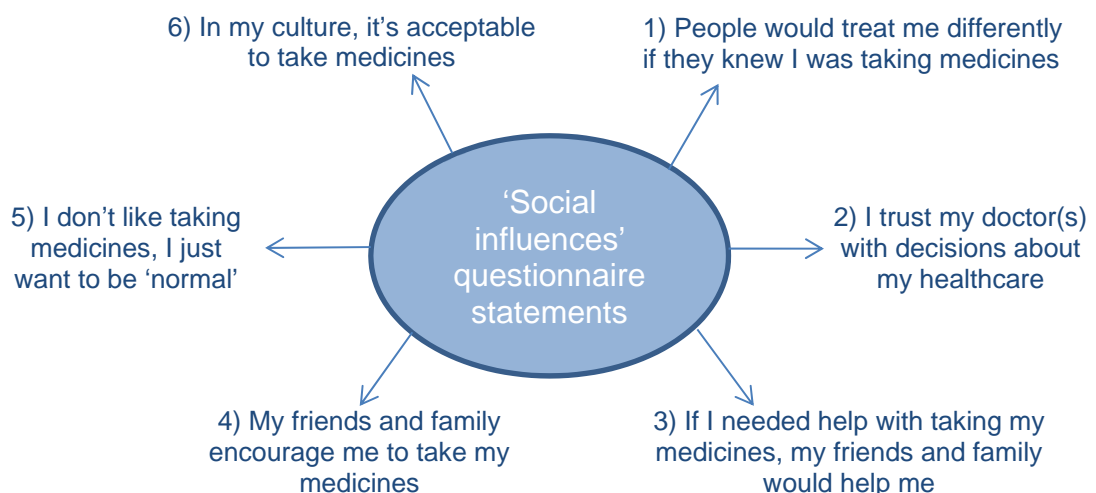 6) In my culture, it’s acceptable
to take medicines
1) People would treat me differently
if they knew I was taking medicines
‘Social
influences’
questionnaire
statements
5) I don’t like taking
medicines, I just
want to be ‘normal’
2) I trust my doctor(s)
with decisions about
my healthcare
4) My friends and family
encourage me to take my
medicines
3) If I needed help with taking my
medicines, my friends and family
would help me